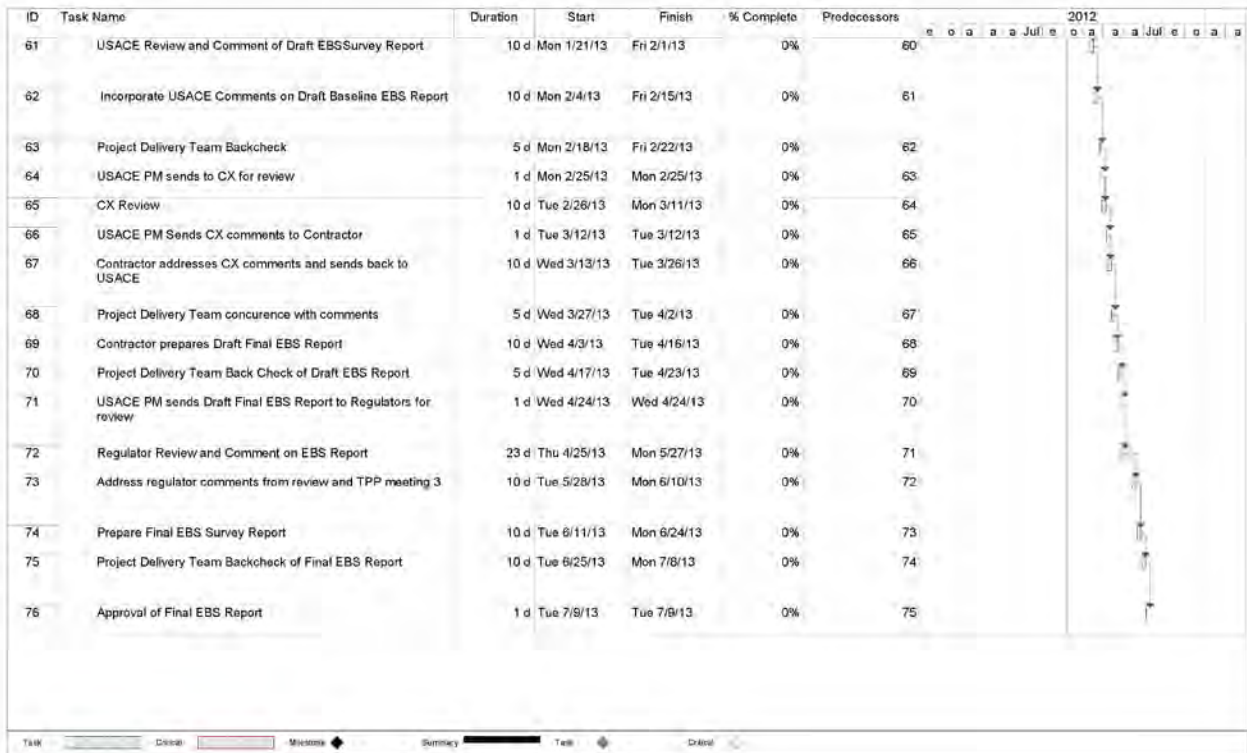 ID Task Name Duration Start Finish % Complete Predecessors 2012
e o a a a Jul e o a a a Jul e o a a
61 USACE Review and Comment of Draft EBSSurvey Report 10 d Mon 1/21/13 Fri 2/1/13 0% 60
62 Incorporate USACE Comments on Draft Baseline EBS Report 10 d Mon 2/4/13 Fri 2/15/13 0% 61
63 Project Delivery Team Backcheck 5 d Mon 2/18/13 Fri 2/22/13 0% 62
64 USACE PM sends to CX for review 1 d Mon 2/25/13 Mon 2/25/13 0% 63
65 CX Review 10 d Tue 2/26/13 Mon 3/11/13 0% 64
66 USACE PM Sends CX comments to Contractor 1 d Tue 3/12/13 Tue 3/12/13 0% 65
67 Contractor addresses CX comments and sends back to 10 d Wed 3/13/13 Tue 3/26/13 0% 66
USACE
68 Project Delivery Team concurence with comments 5 d Wed 3/27/13 Tue 4/2/13 0% 67
69 Contractor prepares Draft Final EBS Report 10 d Wed 4/3/13 Tue 4/16/13 0% 68
70 Project Delivery Team Back Check of Draft EBS Report 5 d Wed 4/17/13 Tue 4/23/13 0% 69
71 USACE PM sends Draft Final EBS Report to Regulators for 1 d Wed 4/24/13 Wed 4/24/13 0% 70
review
72 Regulator Review and Comment on EBS Report 23 d Thu 4/25/13 Mon 5/27/13 0% 71
73 Address regulator comments from review and TPP meeting 3 10 d Tue 5/28/13 Mon 6/10/13 0% 72
74 Prepare Final EBS Survey Report 10 d Tue 6/11/13 Mon 6/24/13 0% 73
75 Project Delivery Team Backcheck of Final EBS Report 10 d Tue 6/25/13 Mon 7/8/13 0% 74
76 Approval of Final EBS Report 1 d Tue 7/9/13 Tue 7/9/13 0% 75
Task Critical Milestone Summary Task Critical